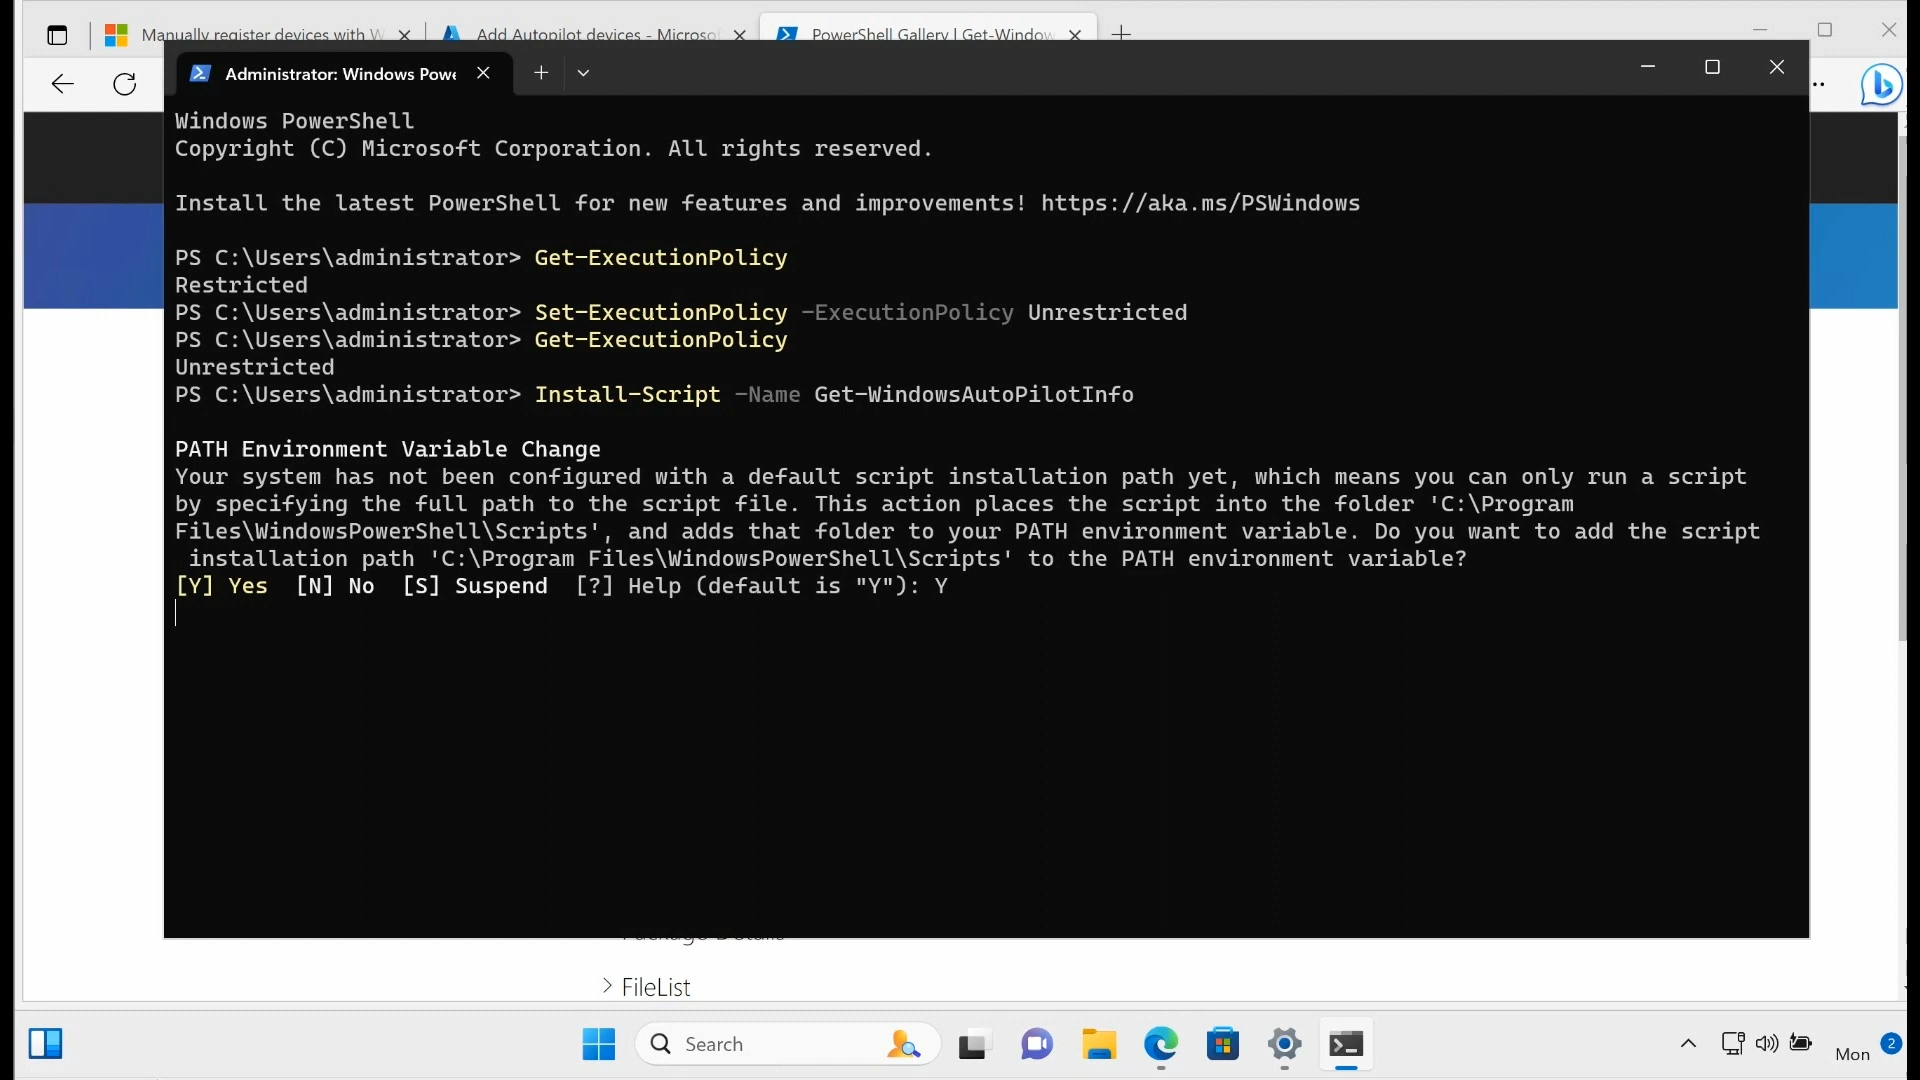 Manually register devices with W
Add Autopilot devices - Microsof
PowerShell Gallery | Get-Window
Administrator: Windows Powe
Windows PowerShell
Copyright (C) Microsoft Corporation. All rights reserved.
Install the latest PowerShell for new features and improvements! https://aka.ms/PSWindows
PS C:\Users\administrator> Get-ExecutionPolicy
Restricted
PS C:\Users\administrator> Set-ExecutionPolicy -ExecutionPolicy Unrestricted
PS C:\Users\administrator> Get-ExecutionPolicy
Unrestricted
PS C:\Users\administrator> Install-Script -Name Get-WindowsAutoPilotInfo
PATH Environment Variable Change
Your system has not been configured with a default script installation path yet, which means you can only run a script
by specifying the full path to the script file. This action places the script into the folder 'C:\Program
Files\WindowsPowerShell\Scripts', and adds that folder to your PATH environment variable. Do you want to add the script
installation path 'C:\Program Files\WindowsPowerShell\Scripts' to the PATH environment variable?
[Y] Yes  [N] No  [S] Suspend  [?] Help (default is "Y"): Y
Package Details
FileList
Search
Mon
2